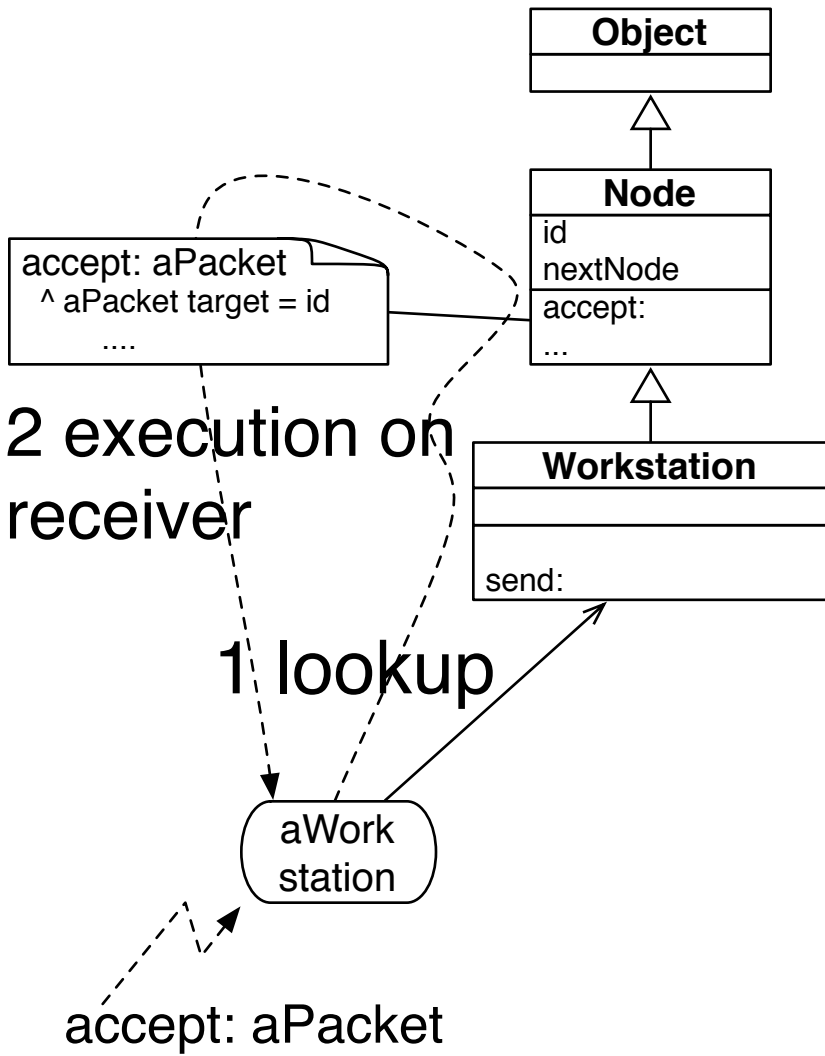 Object
Node
id
nextNode
accept:
...
accept: aPacket
^ aPacket target = id
....
2 execution on
receiver
Workstation
send:
1 lookup
aWork
station
accept: aPacket